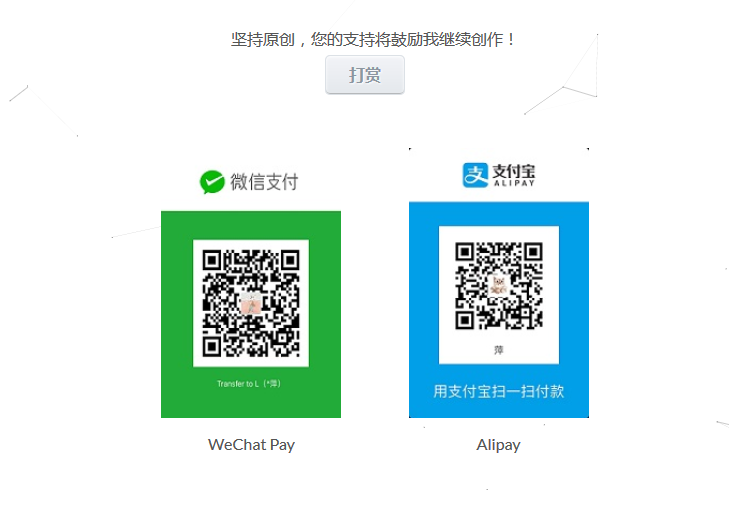 坚持原创，您的支持将鼓励我继续创作！
打赏
微信支付
支付宝
ALIPAY
萍
Transfer to L（*萍）
用支付宝扫一扫付款
WeChat Pay
Alipay